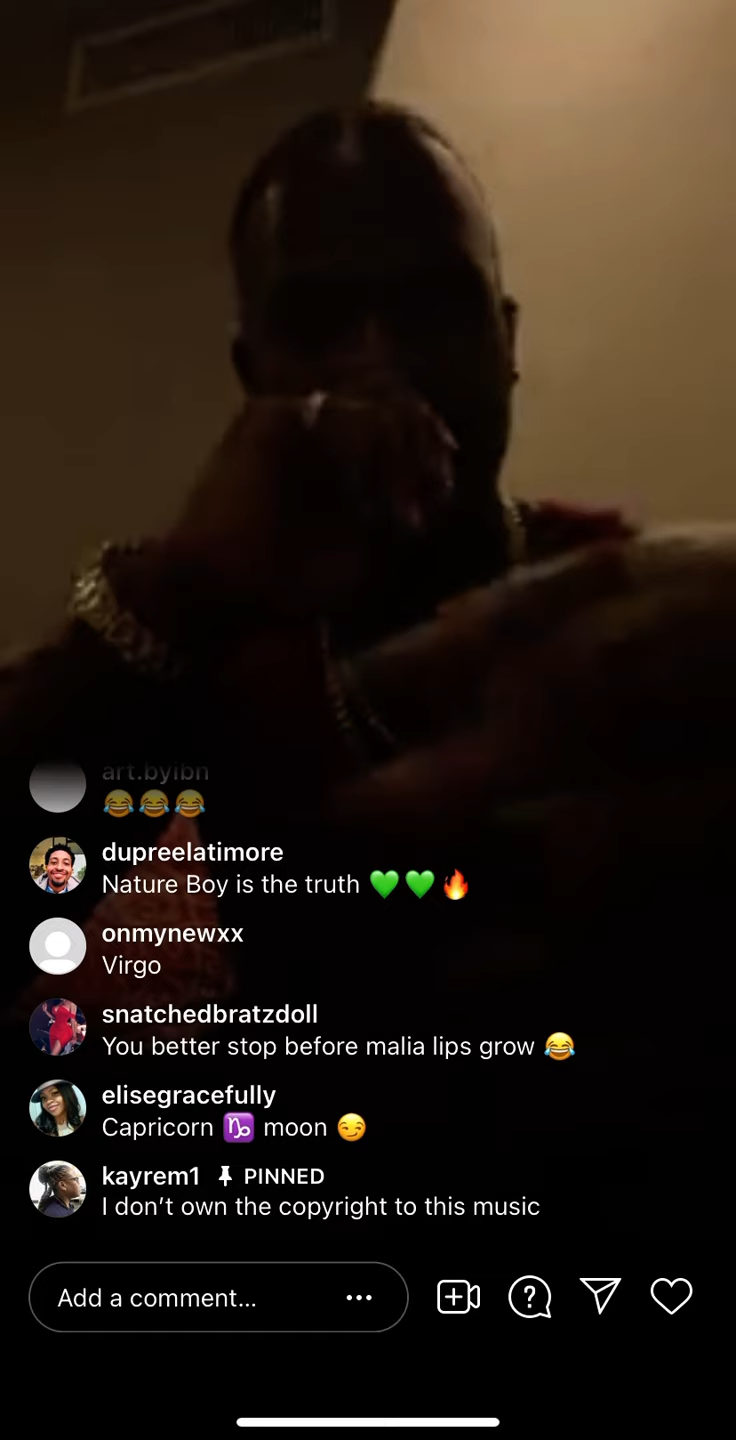 art.byibn
😂😂😂
dupreelatimore
Nature Boy is the truth 💚💚🔥
onmynewxx
Virgo
snatchedbratzdoll
You better stop before malia lips grow 😂
elisegracefully
Capricorn ♑ moon 😏
kayrem1 📌 PINNED
I don’t own the copyright to this music
Add a comment...